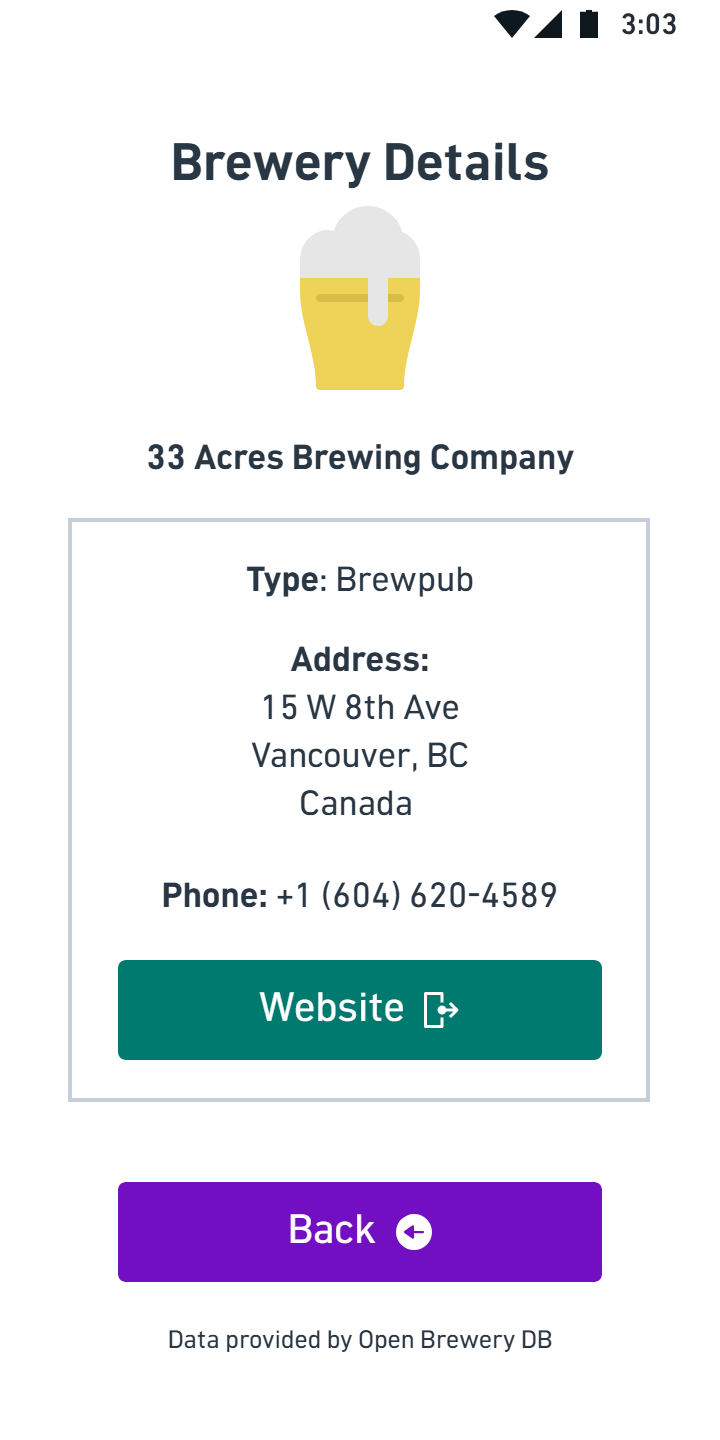 3:03
Brewery Details
33 Acres Brewing Company
Type: Brewpub
Address:
15 W 8th Ave
Vancouver, BC
Canada
Phone: +1 (604) 620-4589
Website
Back
Data provided by Open Brewery DB